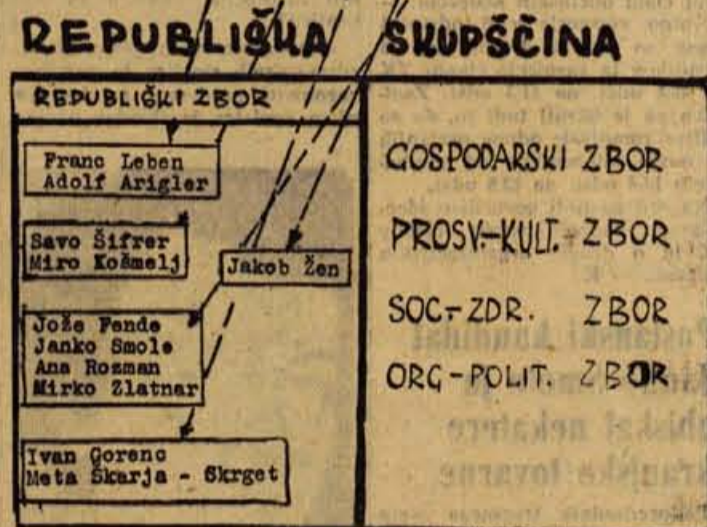 REPUBLIŠKA SKUPŠČINA
REPUBLIŠKI ZBOR
Franc Leben
Adolf Arigler
Savo Šifrer
Miro Košmelj
Jakob Žen
Jože Fende
Janko Smole
Ana Rozman
Mirko Zlatnar
Ivan Gorenc
Meta Škarja - Skrget
GOSPODARSKI ZBOR
PROSV.-KULT. ZBOR
SOC-ZDR. ZBOR
ORG-POLIT. ZBOR